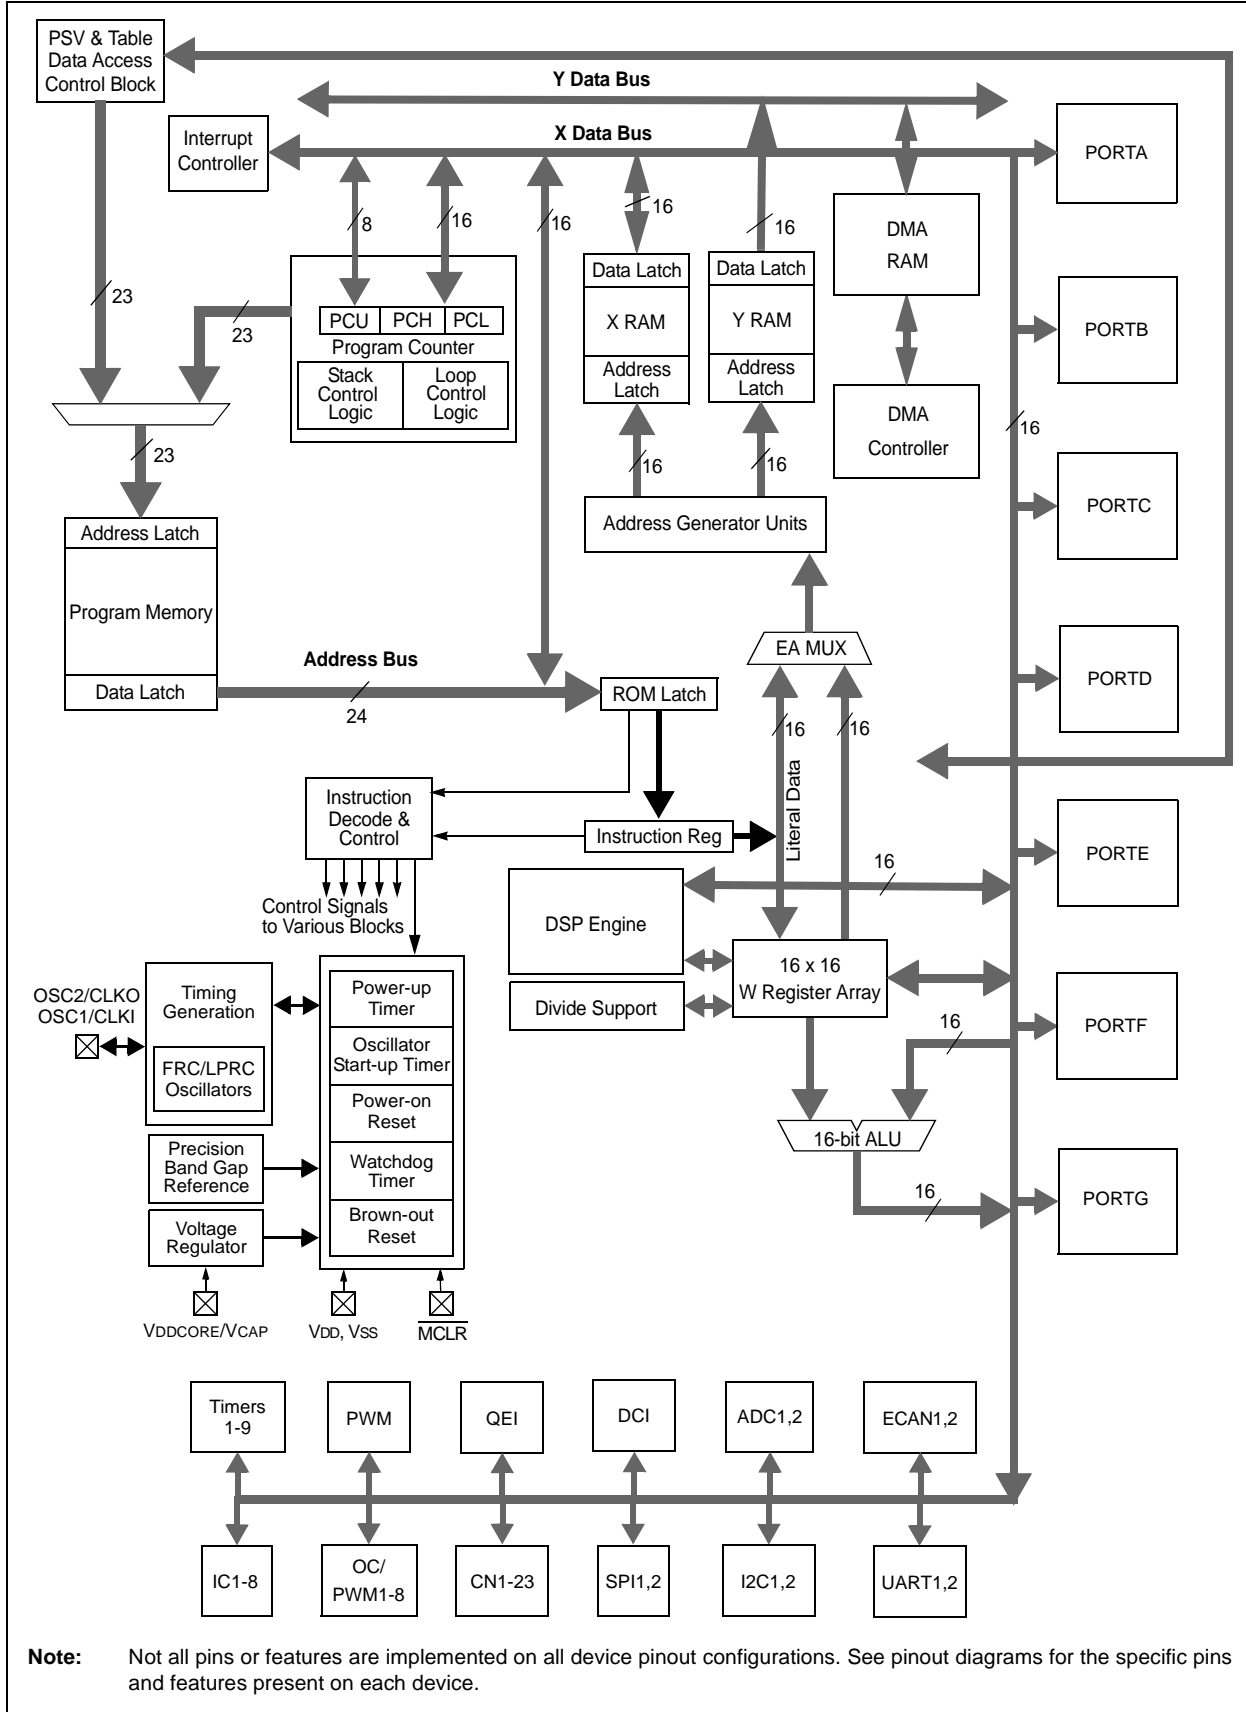 PSV & Table
Data Access
Control Block
Y Data Bus
X Data Bus
Interrupt
Controller
PORTA
8
16
16
16
16
DMA
RAM
23
23
Data Latch
X RAM
Address
Latch
Data Latch
Y RAM
Address
Latch
PCU
PCH
PCL
Program Counter
Stack
Control
Logic
Loop
Control
Logic
PORTB
DMA
Controller
16
23
16
16
Address Generator Units
PORTC
Address Latch
Program Memory
Data Latch
EA MUX
PORTD
Address Bus
24
ROM Latch
16
16
Literal Data
Instruction
Decode &
Control
Instruction Reg
PORTE
16
Control Signals
to Various Blocks
DSP Engine
Divide Support
16 x 16
W Register Array
OSC2/CLKO
OSC1/CLKI
Timing
Generation
FRC/LPRC
Oscillators
Power-up
Timer
Oscillator
Start-up Timer
Power-on
Reset
Watchdog
Timer
Brown-out
Reset
16
PORTF
16-bit ALU
Precision
Band Gap
Reference
16
PORTG
Voltage
Regulator
VDDCORE/VCAP
VDD, VSS
MCLR
Timers
1-9
PWM
QEI
DCI
ADC1,2
ECAN1,2
IC1-8
OC/
PWM1-8
CN1-23
SPI1,2
I2C1,2
UART1,2
Note: Not all pins or features are implemented on all device pinout configurations. See pinout diagrams for the specific pins
and features present on each device.